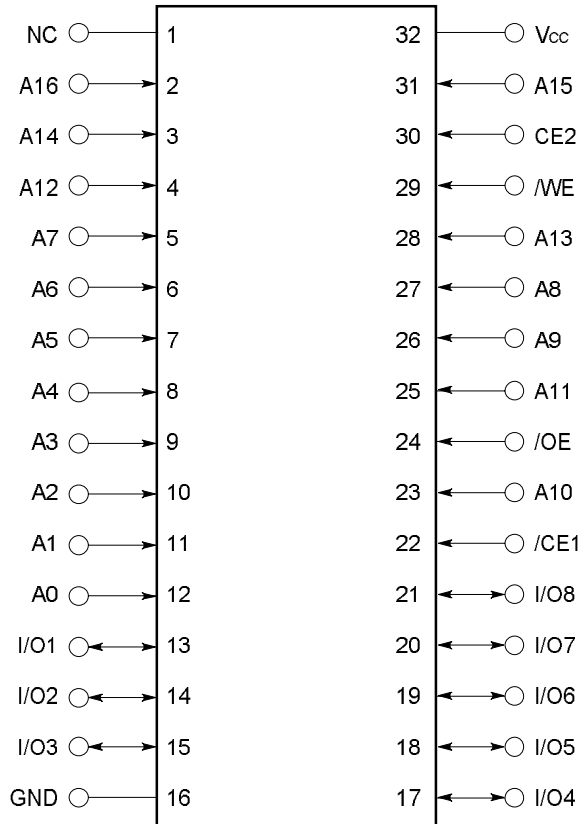 NC 1 32 Vcc
A16 2 31 A15
A14 3 30 CE2
A12 4 29 /WE
A7 5 28 A13
A6 6 27 A8
A5 7 26 A9
A4 8 25 A11
A3 9 24 /OE
A2 10 23 A10
A1 11 22 /CE1
A0 12 21 I/O8
I/O1 13 20 I/O7
I/O2 14 19 I/O6
I/O3 15 18 I/O5
GND 16 17 I/O4